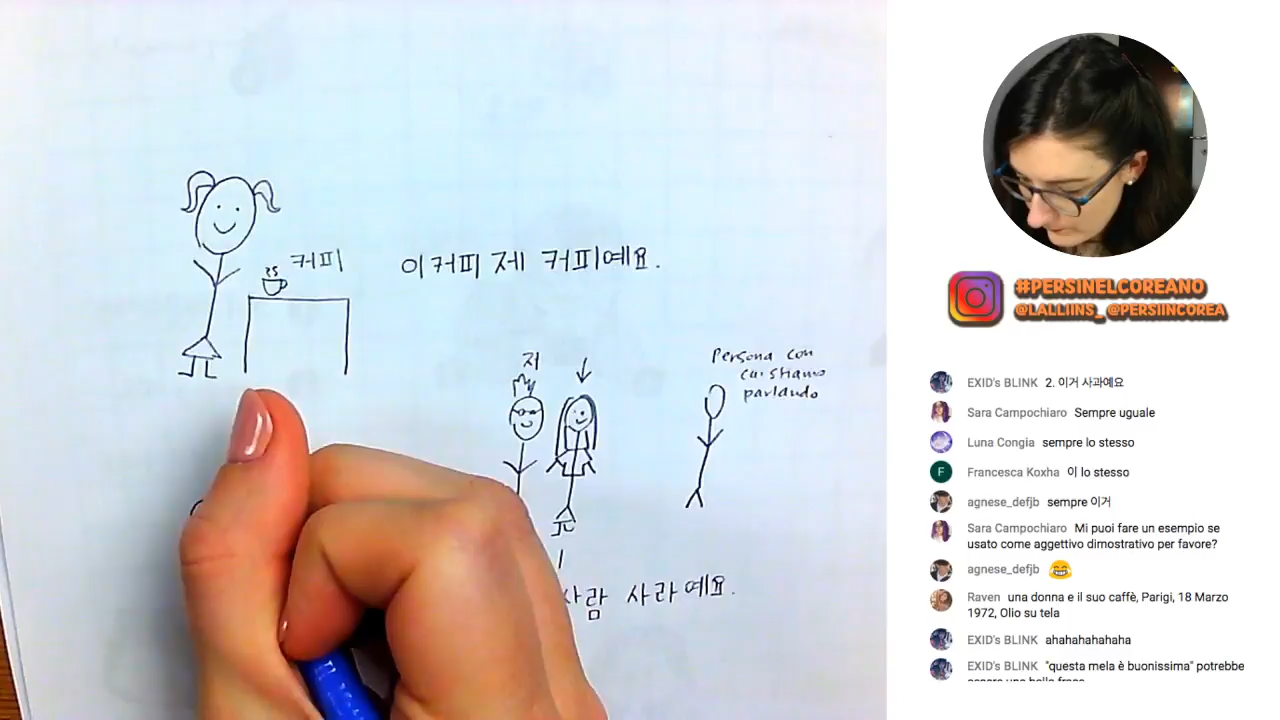 커피
이 커피 제 커피예요.
저
Persona con
cui stiamo
parlando
사람 사라예요.
#PERSINELCOREANO
@LALLIINS_ @PERSIINCOREA
EXID's BLINK 2. 이거 사과예요
Sara Campochiaro Sempre uguale
Luna Congia sempre lo stesso
F Francesca Koxha 이 lo stesso
agnese_defjb sempre 이거
Sara Campochiaro Mi puoi fare un esempio se
usato come aggettivo dimostrativo per favore?
agnese_defjb 😂
Raven una donna e il suo caffè, Parigi, 18 Marzo
1972, Olio su tela
EXID's BLINK ahahahahahaha
EXID's BLINK "questa mela è buonissima" potrebbe